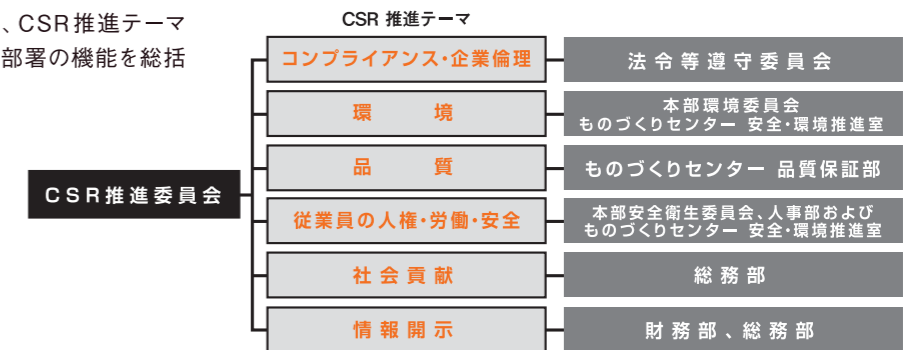 、CSR推進テーマ
部署の機能を総括
CSR 推進テーマ
CSR推進委員会
コンプライアンス・企業倫理
法令等遵守委員会
環境
本部環境委員会
ものづくりセンター 安全・環境推進室
品質
ものづくりセンター 品質保証部
従業員の人権・労働・安全
本部安全衛生委員会、人事部および
ものづくりセンター 安全・環境推進室
社会貢献
総務部
情報開示
財務部、総務部